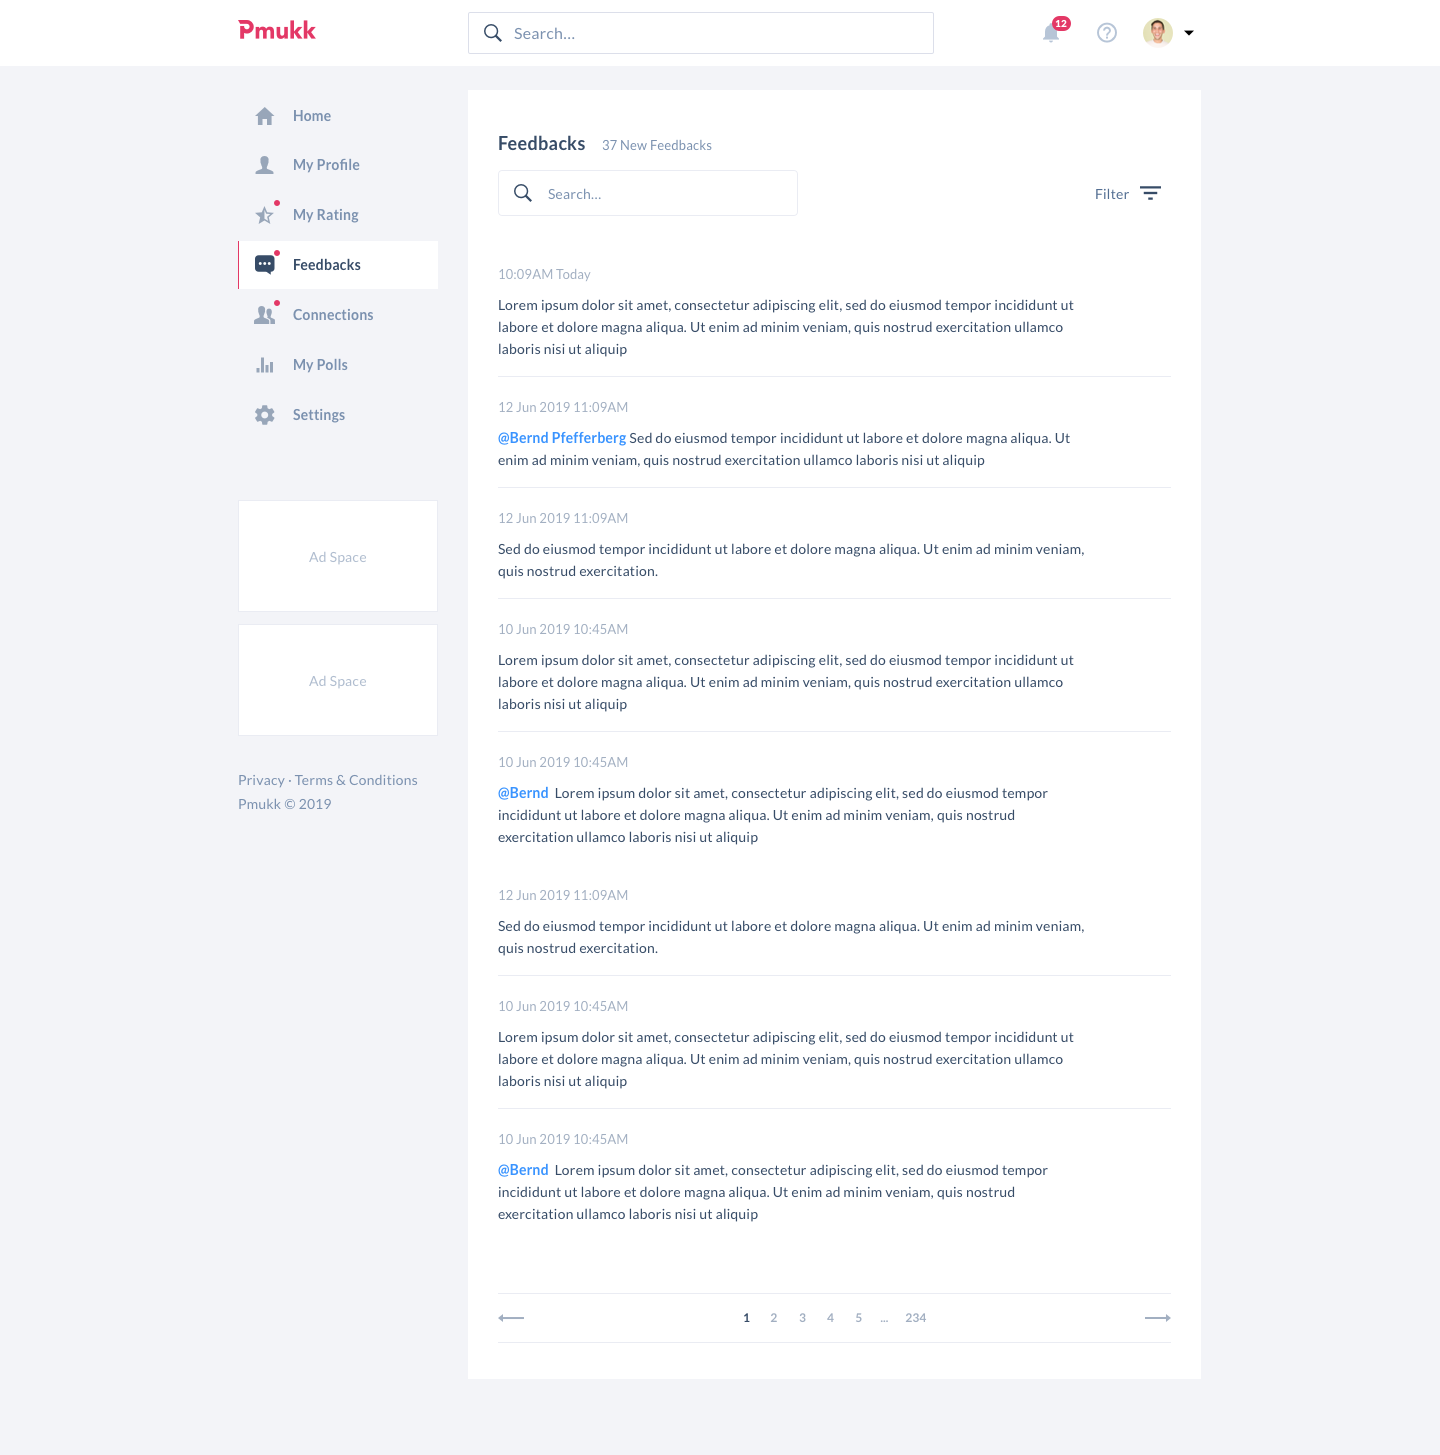 Pmukk
Search...
12
Home
My Profile
My Rating
Feedbacks
Connections
My Polls
Settings
Ad Space
Ad Space
Privacy · Terms & Conditions
Pmukk © 2019
Feedbacks 37 New Feedbacks
Search...
Filter
10:09AM Today
Lorem ipsum dolor sit amet, consectetur adipiscing elit, sed do eiusmod tempor incididunt ut
labore et dolore magna aliqua. Ut enim ad minim veniam, quis nostrud exercitation ullamco
laboris nisi ut aliquip
12 Jun 2019 11:09AM
@Bernd Pfefferberg Sed do eiusmod tempor incididunt ut labore et dolore magna aliqua. Ut
enim ad minim veniam, quis nostrud exercitation ullamco laboris nisi ut aliquip
12 Jun 2019 11:09AM
Sed do eiusmod tempor incididunt ut labore et dolore magna aliqua. Ut enim ad minim veniam,
quis nostrud exercitation.
10 Jun 2019 10:45AM
Lorem ipsum dolor sit amet, consectetur adipiscing elit, sed do eiusmod tempor incididunt ut
labore et dolore magna aliqua. Ut enim ad minim veniam, quis nostrud exercitation ullamco
laboris nisi ut aliquip
10 Jun 2019 10:45AM
@Bernd Lorem ipsum dolor sit amet, consectetur adipiscing elit, sed do eiusmod tempor
incididunt ut labore et dolore magna aliqua. Ut enim ad minim veniam, quis nostrud
exercitation ullamco laboris nisi ut aliquip
12 Jun 2019 11:09AM
Sed do eiusmod tempor incididunt ut labore et dolore magna aliqua. Ut enim ad minim veniam,
quis nostrud exercitation.
10 Jun 2019 10:45AM
Lorem ipsum dolor sit amet, consectetur adipiscing elit, sed do eiusmod tempor incididunt ut
labore et dolore magna aliqua. Ut enim ad minim veniam, quis nostrud exercitation ullamco
laboris nisi ut aliquip
10 Jun 2019 10:45AM
@Bernd Lorem ipsum dolor sit amet, consectetur adipiscing elit, sed do eiusmod tempor
incididunt ut labore et dolore magna aliqua. Ut enim ad minim veniam, quis nostrud
exercitation ullamco laboris nisi ut aliquip
1 2 3 4 5 ... 234